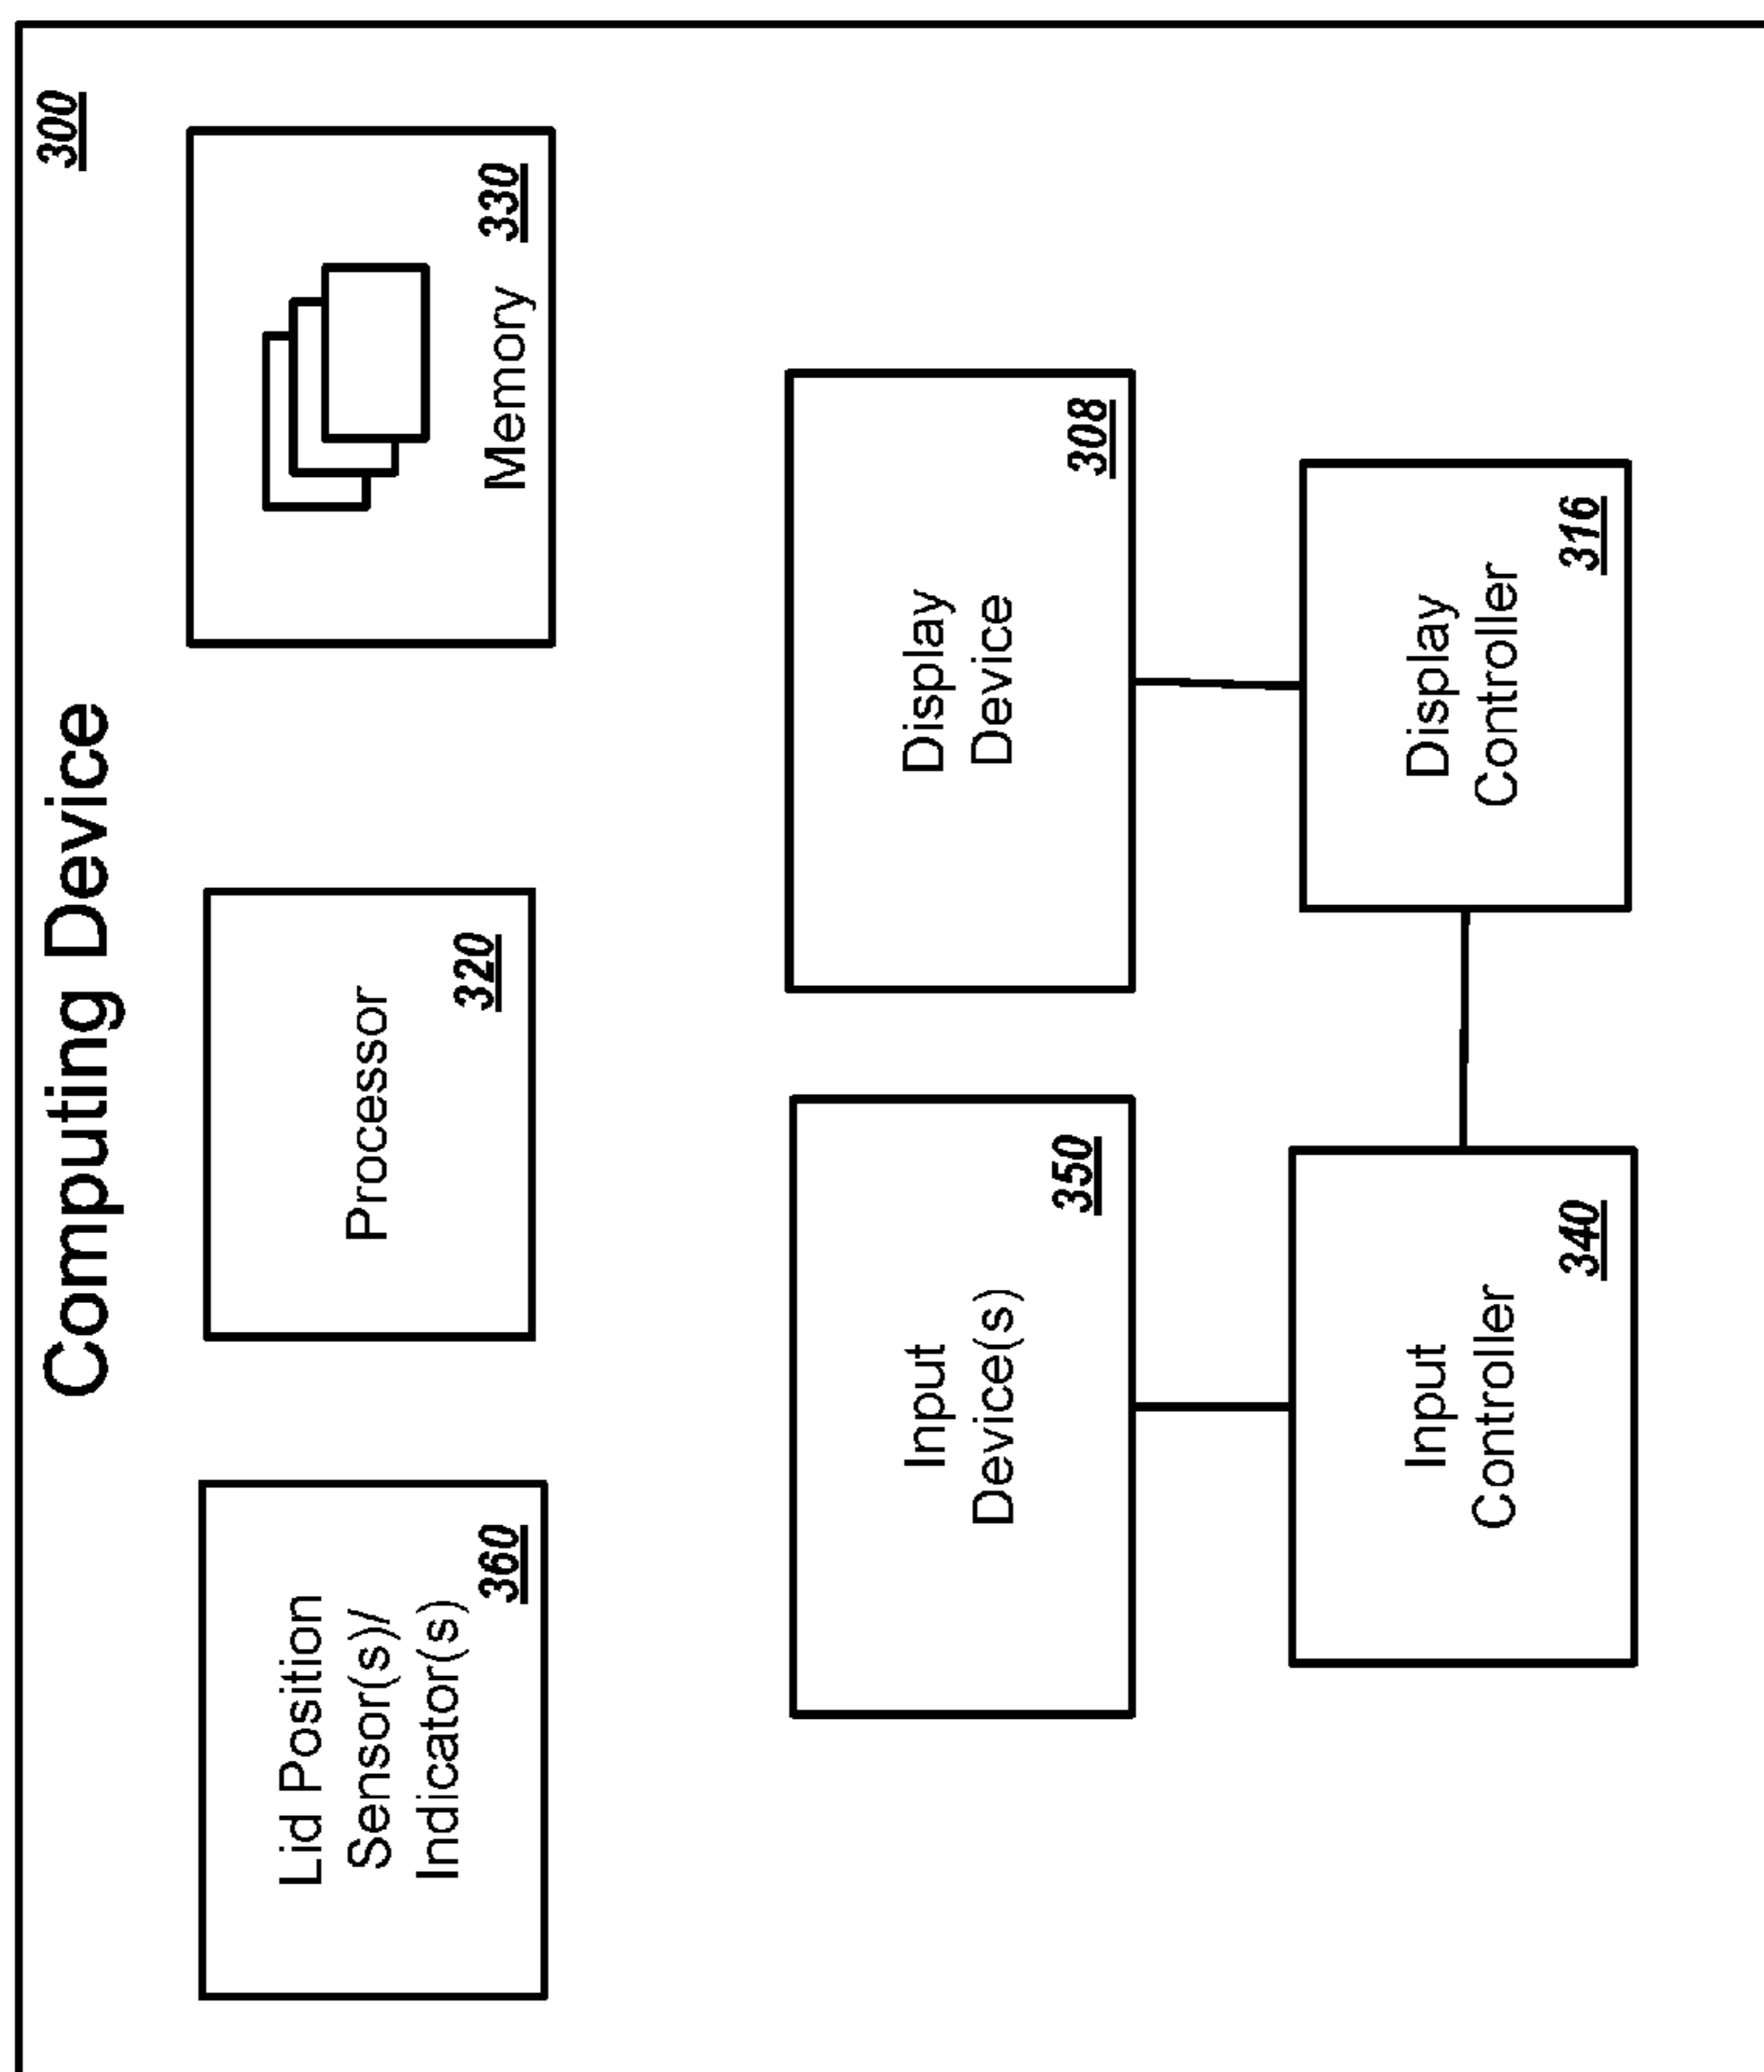 Computing Device
300
Lid Position
Sensor(s)/
Indicator(s)
360
Processor
320
Memory
330
Input
Device(s)
350
Display
Device
308
Input
Controller
340
Display
Controller
316